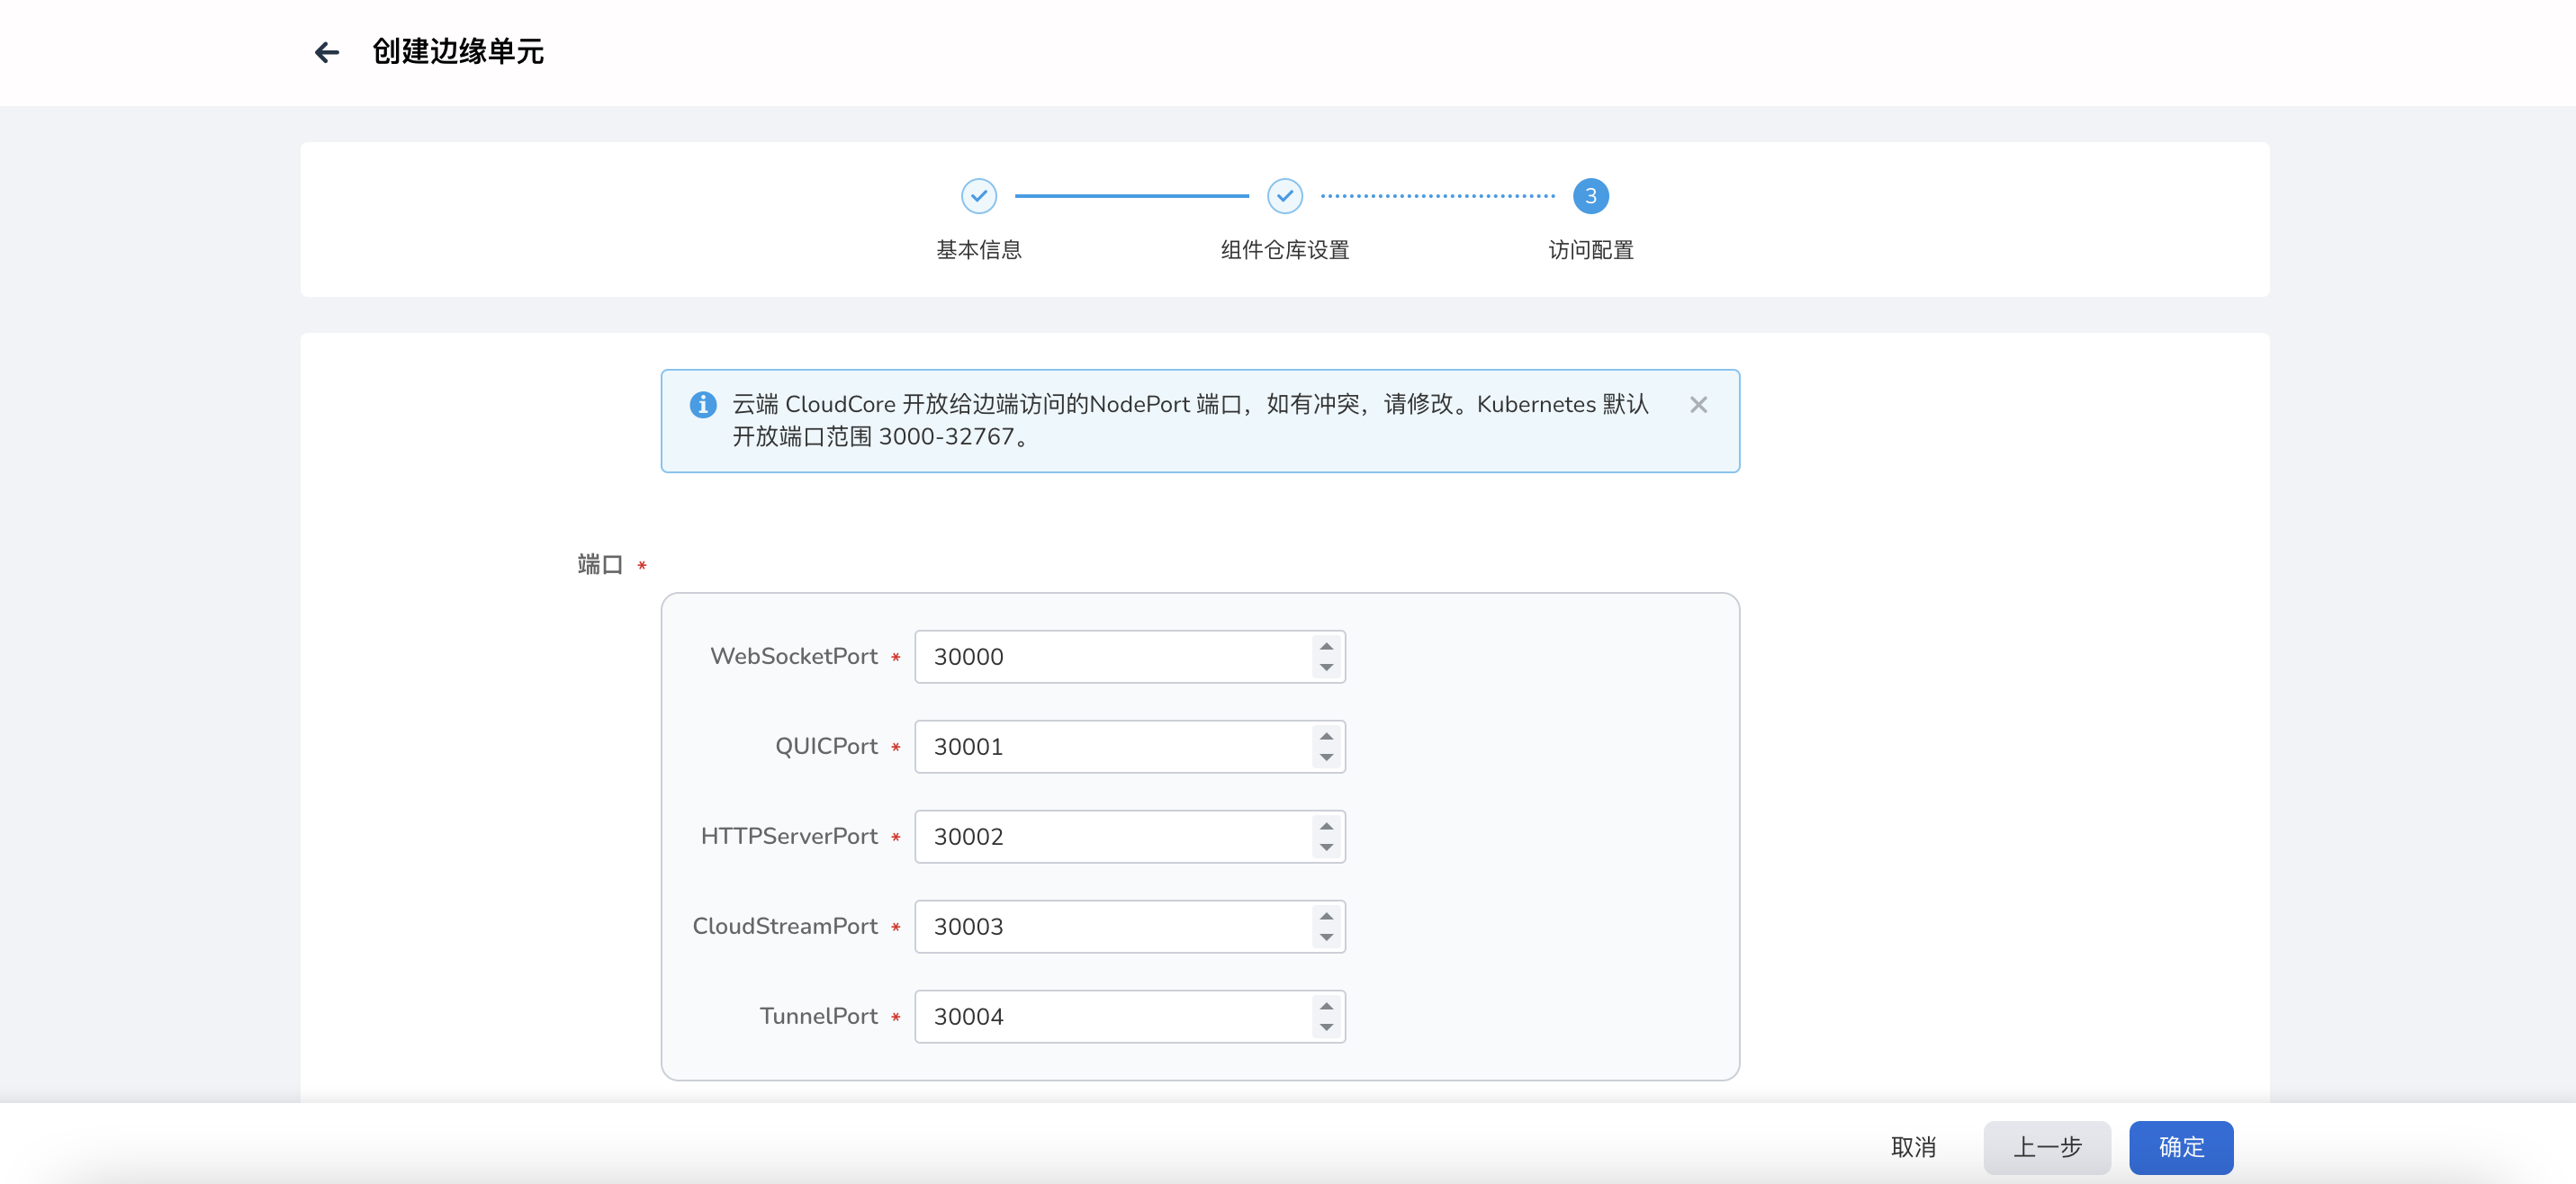 创建边缘单元
3
基本信息
组件仓库设置
访问配置
云端 CloudCore 开放给边端访问的NodePort 端口，如有冲突，请修改。Kubernetes 默认
开放端口范围 3000-32767。
端口 *
WebSocketPort * 30000
QUICPort * 30001
HTTPServerPort * 30002
CloudStreamPort * 30003
TunnelPort * 30004
取消
上一步
确定